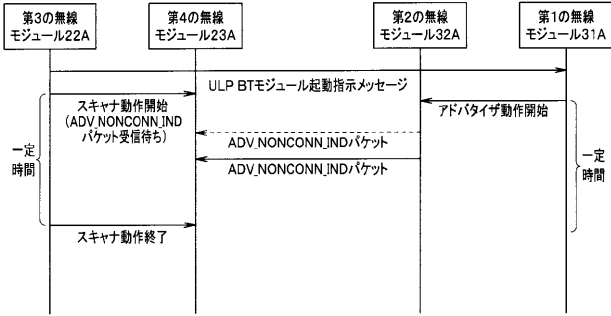 第3の無線
モジュール22A
第4の無線
モジュール23A
第2の無線
モジュール32A
第1の無線
モジュール31A
ULP BTモジュール起動指示メッセージ
スキャナ動作開始
(ADV_NONCONN_IND
パケット受信待ち)
アドバタイザ動作開始
ADV_NONCONN_INDパケット
ADV_NONCONN_INDパケット
一定
時間
一定
時間
スキャナ動作終了